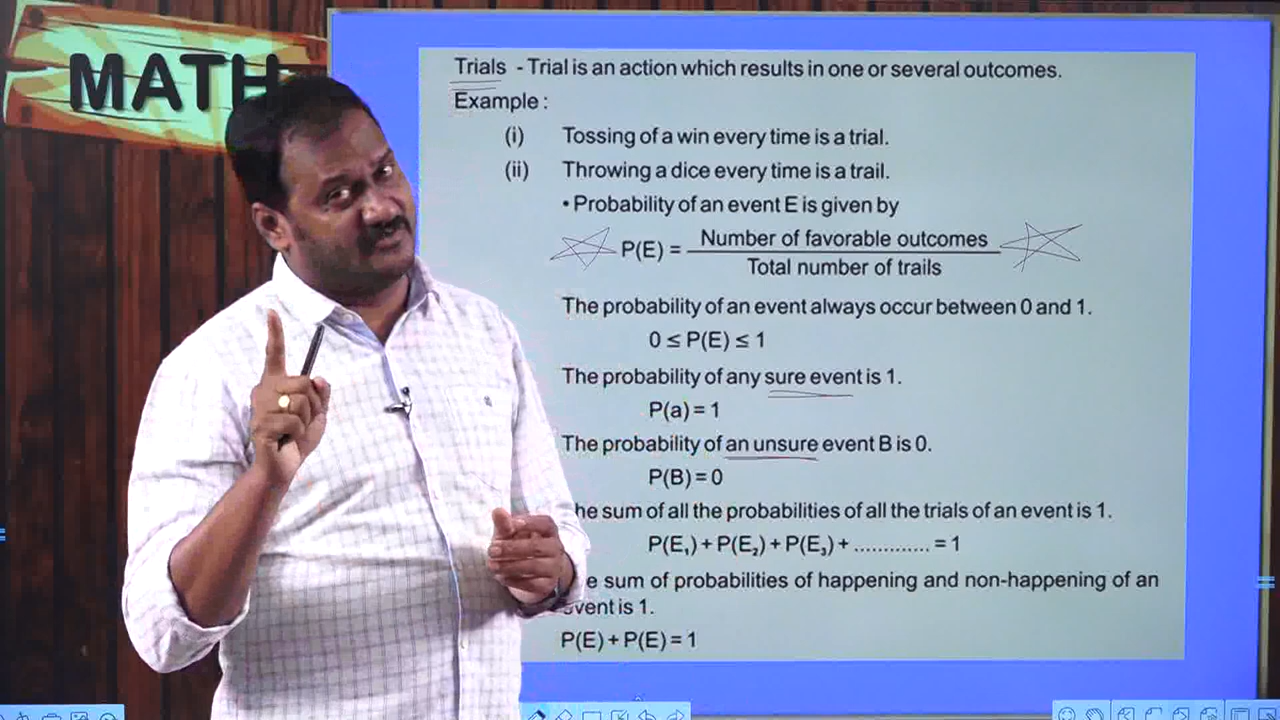 MATH
Trials - Trial is an action which results in one or several outcomes.
Example :
(i) Tossing of a win every time is a trial.
(ii) Throwing a dice every time is a trail.
• Probability of an event E is given by
P(E) = Number of favorable outcomes
Total number of trails
The probability of an event always occur between 0 and 1.
0 ≤ P(E) ≤ 1
The probability of any sure event is 1.
P(a) = 1
The probability of an unsure event B is 0.
P(B) = 0
he sum of all the probabilities of all the trials of an event is 1.
P(E₁) + P(E₂) + P(E₃) + ............. = 1
e sum of probabilities of happening and non-happening of an
event is 1.
P(E) + P(E) = 1